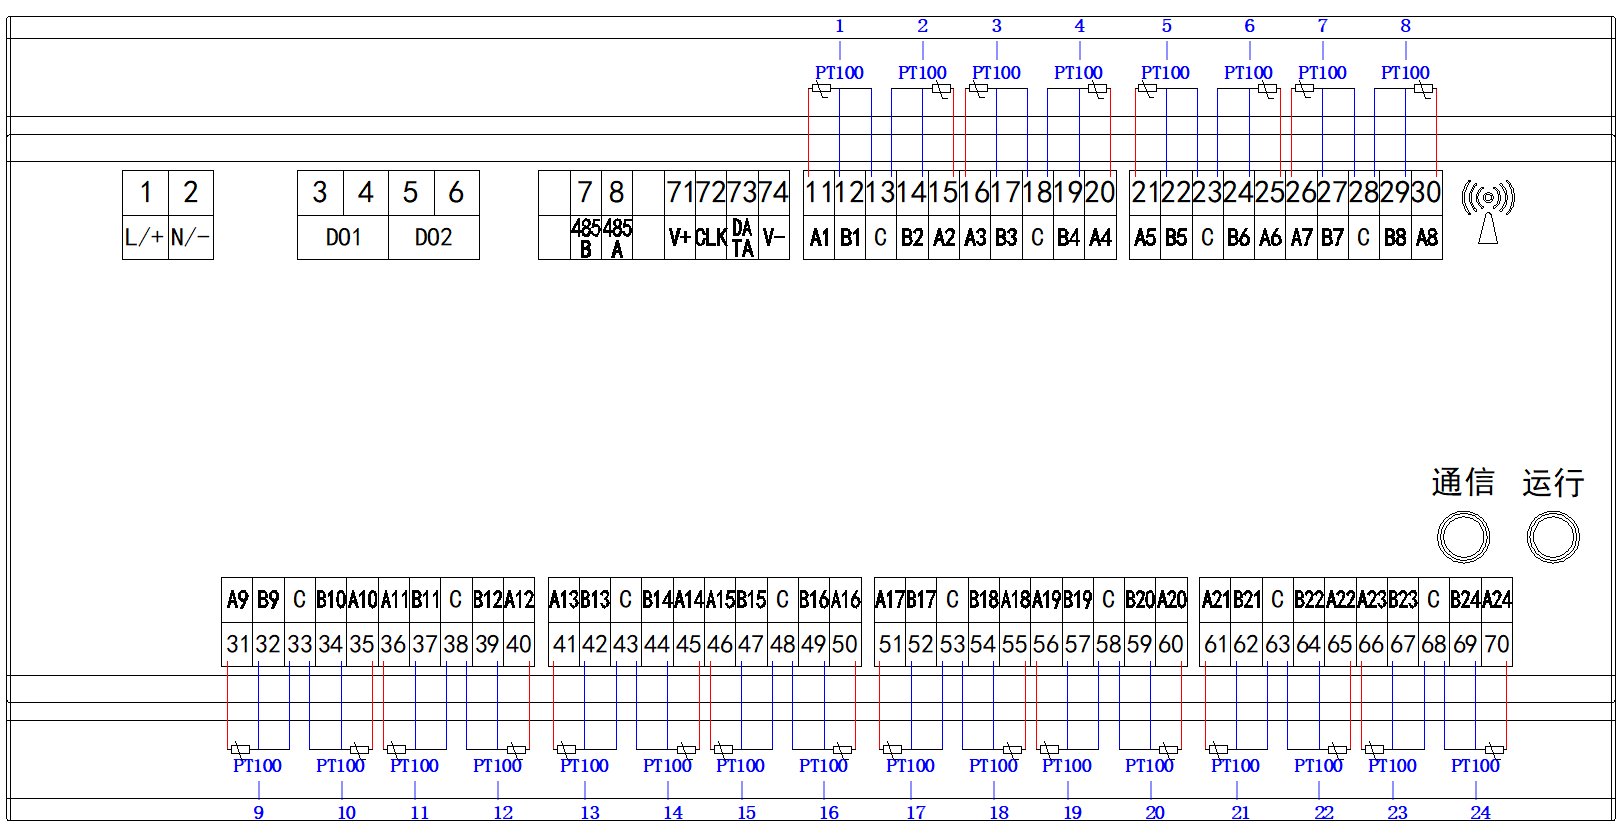 1 2 3 4 5 6 7 8
PT100 PT100 PT100 PT100 PT100 PT100 PT100 PT100
1 2 3 4 5 6 7 8 71 72 73 74 11 12 13 14 15 16 17 18 19 20 21 22 23 24 25 26 27 28 29 30
L/+ N/- DO1 DO2 485 B 485 A V+ CLK DA TA V- A1 B1 C B2 A2 A3 B3 C B4 A4 A5 B5 C B6 A6 A7 B7 C B8 A8
通信 运行
A9 B9 C B10 A10 A11 B11 C B12 A12 A13 B13 C B14 A14 A15 B15 C B16 A16 A17 B17 C B18 A18 A19 B19 C B20 A20 A21 B21 C B22 A22 A23 B23 C B24 A24
31 32 33 34 35 36 37 38 39 40 41 42 43 44 45 46 47 48 49 50 51 52 53 54 55 56 57 58 59 60 61 62 63 64 65 66 67 68 69 70
PT100 PT100 PT100 PT100 PT100 PT100 PT100 PT100 PT100 PT100 PT100 PT100 PT100 PT100 PT100 PT100
9 10 11 12 13 14 15 16 17 18 19 20 21 22 23 24